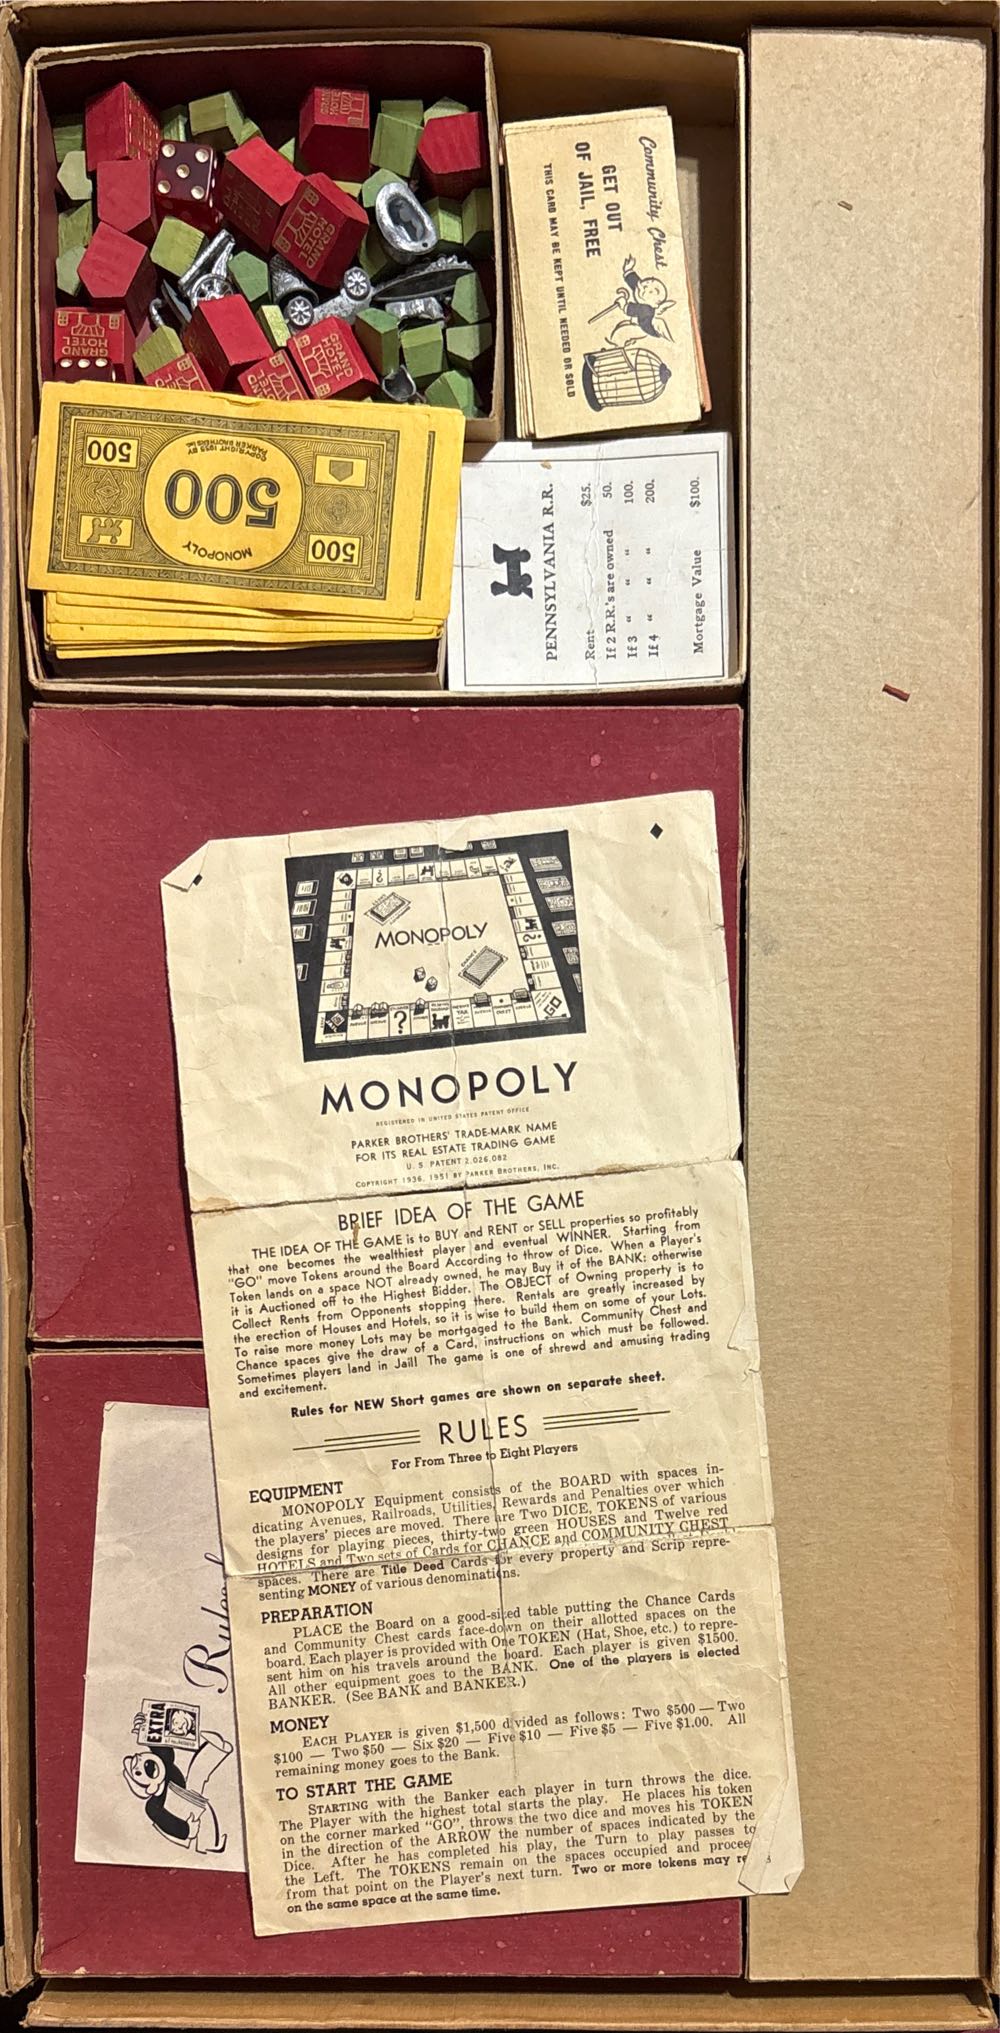 GRAND
HOTEL
GRAND
HOTEL
GRAND
HOTEL
GRAND
HOTEL
Community Chest
GET OUT
OF JAIL, FREE
THIS CARD MAY BE KEPT UNTIL NEEDED OR SOLD
500
500
COPYRIGHT 1935 BY
PARKER BROTHERS INC.
500
MONOPOLY
500
PENNSYLVANIA R.R.
Rent $25.
If 2 R.R.'s are owned 50.
If 3 “ “ “ 100.
If 4 “ “ “ 200.
Mortgage Value $100.
MONOPOLY
CHANCE
GO
MONOPOLY
REGISTERED IN UNITED STATES PATENT OFFICE
PARKER BROTHERS' TRADE-MARK NAME
FOR ITS REAL ESTATE TRADING GAME
U. S. PATENT 2,026,082
COPYRIGHT 1936, 1951 BY PARKER BROTHERS, INC.
BRIEF IDEA OF THE GAME
THE IDEA OF THE GAME is to BUY and RENT or SELL properties so profitably
that one becomes the wealthiest player and eventual WINNER. Starting from
“GO” move Tokens around the Board According to throw of Dice. When a Player's
Token lands on a space NOT already owned, he may Buy it of the BANK; otherwise
it is Auctioned off to the Highest Bidder. The OBJECT of Owning property is to
Collect Rents from Opponents stopping there. Rentals are greatly increased by
the erection of Houses and Hotels, so it is wise to build them on some of your Lots.
To raise more money Lots may be mortgaged to the Bank. Community Chest and
Chance spaces give the draw of a Card, instructions on which must be followed.
Sometimes players land in Jail! The game is one of shrewd and amusing trading
and excitement.
Rules for NEW Short games are shown on separate sheet.
RULES
For From Three to Eight Players
EQUIPMENT
MONOPOLY Equipment consists of the BOARD with spaces in-
dicating Avenues, Railroads, Utilities, Rewards and Penalties over which
the players' pieces are moved. There are Two DICE, TOKENS of various
designs for playing pieces, thirty-two green HOUSES and Twelve red
HOTELS and Two sets of Cards for CHANCE and COMMUNITY CHEST
spaces. There are Title Deed Cards for every property and Scrip repre-
senting MONEY of various denominations.
PREPARATION
PLACE the Board on a good-sized table putting the Chance Cards
and Community Chest cards face-down on their allotted spaces on the
board. Each player is provided with One TOKEN (Hat, Shoe, etc.) to repre-
sent him on his travels around the board. Each player is given $1500.
All other equipment goes to the BANK. One of the players is elected
BANKER. (See BANK and BANKER.)
MONEY
EACH PLAYER is given $1,500 divided as follows: Two $500 — Two
$100 — Two $50 — Six $20 — Five $10 — Five $5 — Five $1.00. All
remaining money goes to the Bank.
TO START THE GAME
STARTING with the Banker each player in turn throws the dice.
The Player with the highest total starts the play. He places his token
on the corner marked “GO”, throws the two dice and moves his TOKEN
in the direction of the ARROW the number of spaces indicated by the
Dice. After he has completed his play, the Turn to play passes to
the Left. The TOKENS remain on the spaces occupied and procee
from that point on the Player's next turn. Two or more tokens may
on the same space at the same time.
Rules
EXTRA